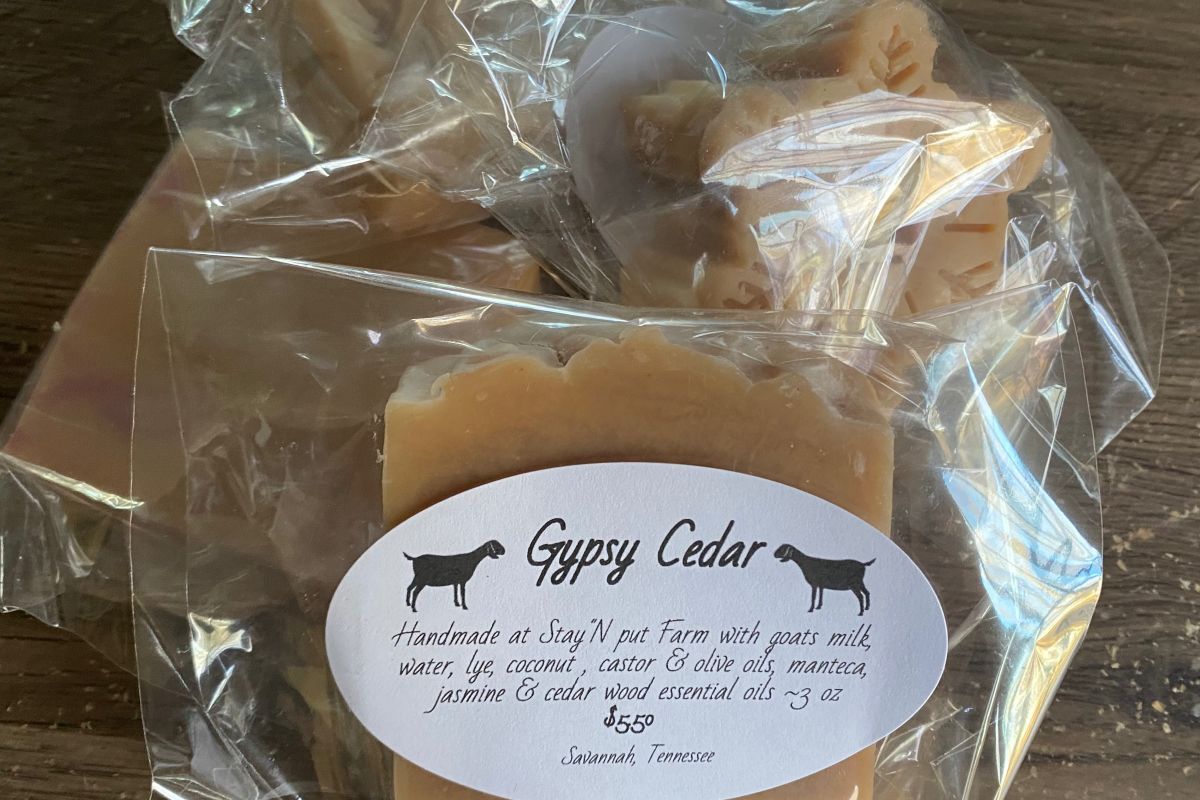 Gypsy Cedar
Handmade at Stay"N put Farm with goats milk,
water, lye, coconut , castor & olive oils, manteca,
jasmine & cedar wood essential oils ~3 oz
$550
Savannah, Tennessee